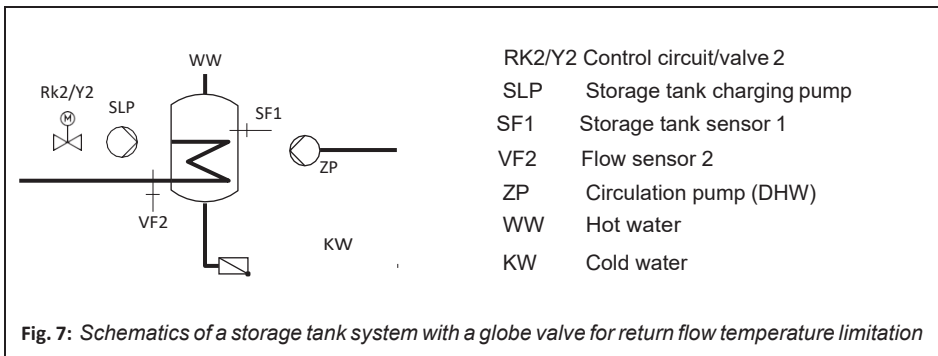 WW
Rk2/Y2
SLP
M
SF1
ZP
VF2
KW
RK2/Y2 Control circuit/valve 2
SLP Storage tank charging pump
SF1 Storage tank sensor 1
VF2 Flow sensor 2
ZP Circulation pump (DHW)
WW Hot water
KW Cold water
Fig. 7: Schematics of a storage tank system with a globe valve for return flow temperature limitation